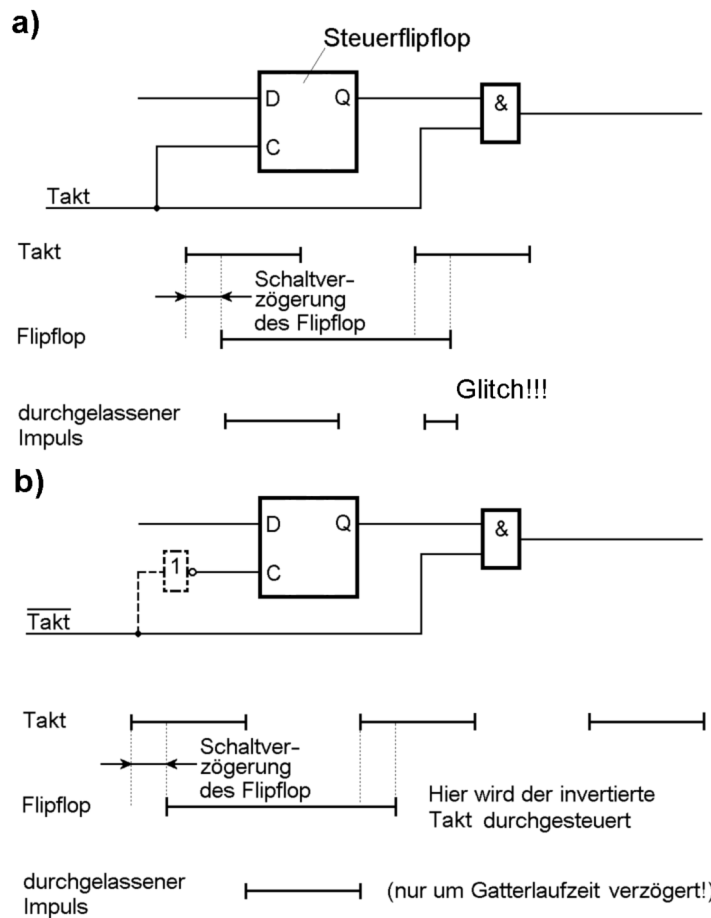 a)
Steuerflipflop
D Q
&
C
Takt
Takt
Schaltver-
zögerung
des Flipflop
Flipflop
Glitch!!!
durchgelassener
Impuls
b)
D Q
&
1
C
Takt
Takt
Schaltver-
zögerung
des Flipflop
Flipflop
Hier wird der invertierte
Takt durchgesteuert
durchgelassener
Impuls
(nur um Gatterlaufzeit verzögert!)